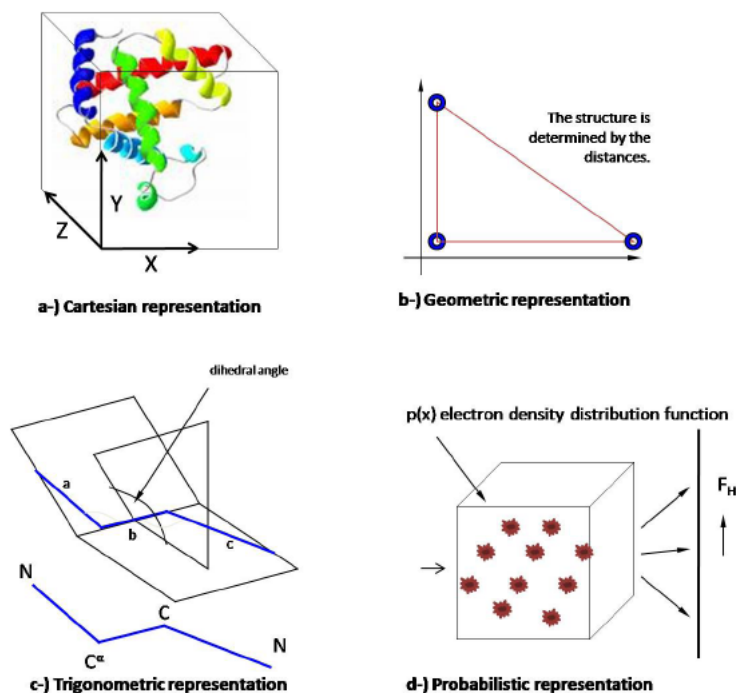 Y
Z
X
a-) Cartesian representation
The structure is
determined by the
distances.
b-) Geometric representation
dihedral angle
a
b
c
N
C
N
Cα
c-) Trigonometric representation
p(x) electron density distribution function
F_H
d-) Probabilistic representation